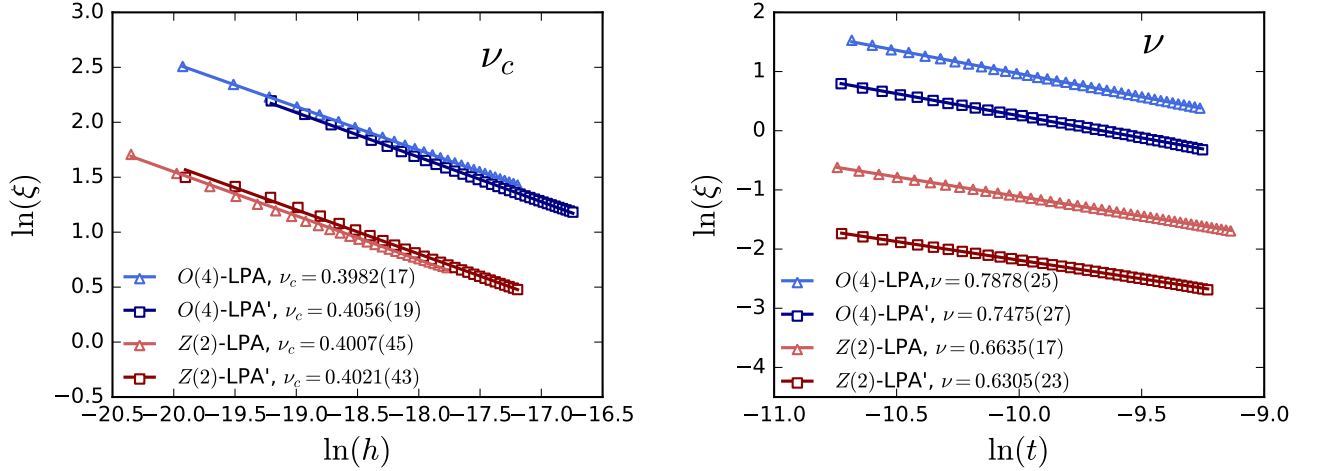 ν_c
ln(ξ)
3.0
2.5
2.0
1.5
1.0
0.5
0.0
−0.5
O(4)-LPA, ν_c = 0.3982(17)
O(4)-LPA', ν_c = 0.4056(19)
Z(2)-LPA, ν_c = 0.4007(45)
Z(2)-LPA', ν_c = 0.4021(43)
−20.5 −20.0 −19.5 −19.0 −18.5 −18.0 −17.5 −17.0 −16.5
ln(h)
ν
ln(ξ)
2
1
0
−1
−2
−3
−4
O(4)-LPA,ν = 0.7878(25)
O(4)-LPA', ν = 0.7475(27)
Z(2)-LPA, ν = 0.6635(17)
Z(2)-LPA', ν = 0.6305(23)
−11.0 −10.5 −10.0 −9.5 −9.0
ln(t)